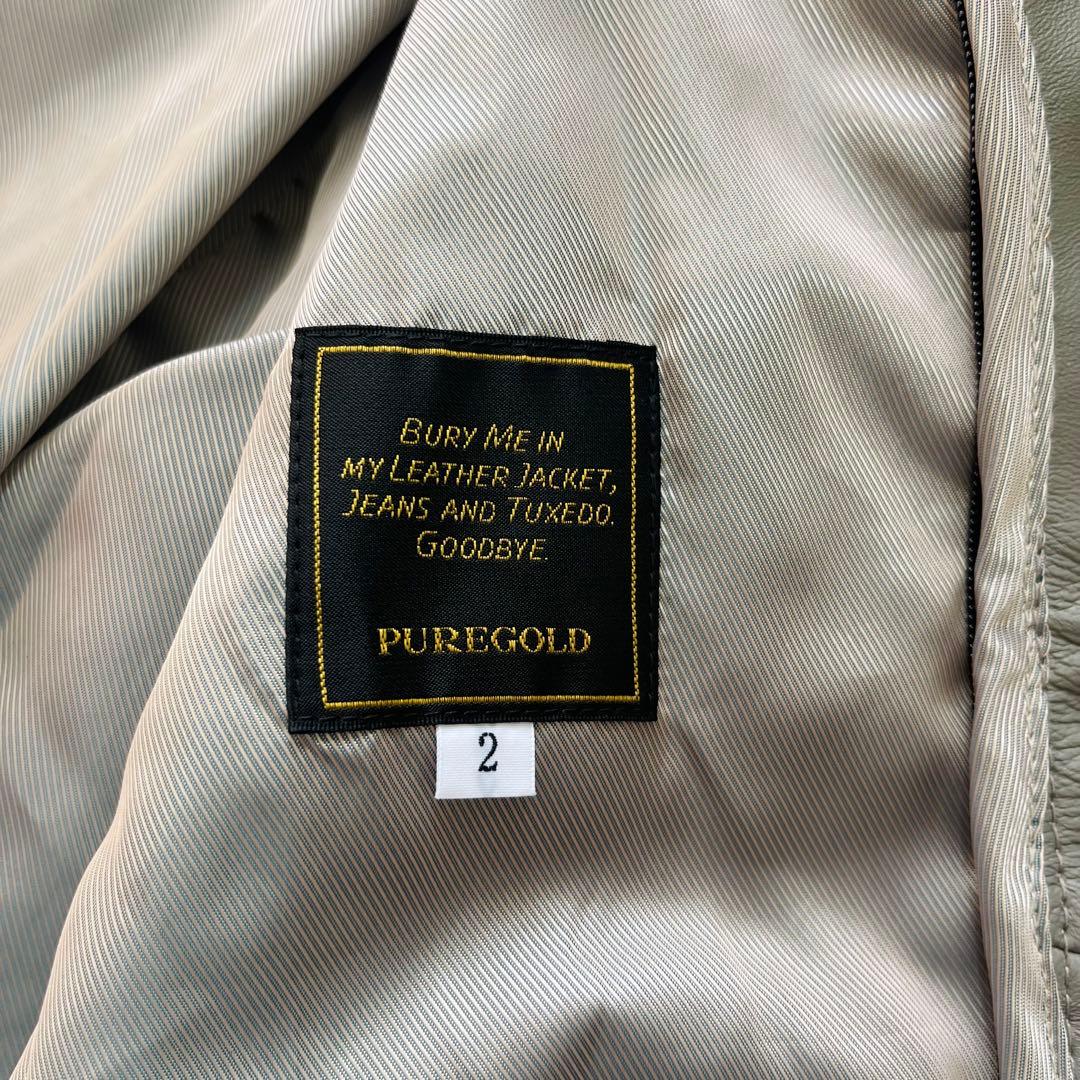 BURY ME IN
MY LEATHER JACKET,
JEANS AND TUXEDO.
GOODBYE.
PUREGOLD
2